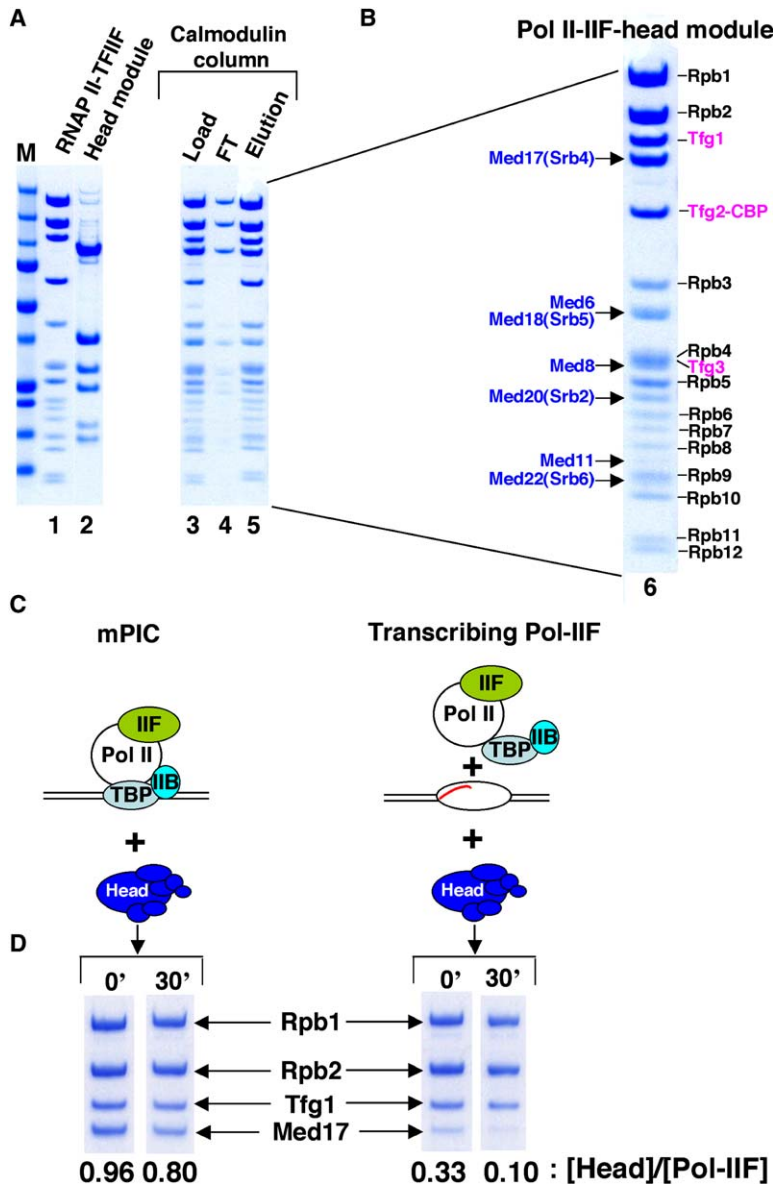 A
B
RNAP II-TFIIF
Head module
Calmodulin
column
M
Load
FT
Elution
1 2 3 4 5
Pol II-IIF-head module
Rpb1
Rpb2
Tfg1
Med17(Srb4)
Tfg2-CBP
Rpb3
Med6
Med18(Srb5)
Rpb4
Med8
Tfg3
Rpb5
Med20(Srb2)
Rpb6
Rpb7
Rpb8
Med11
Rpb9
Med22(Srb6)
Rpb10
Rpb11
Rpb12
6
C
mPIC
Transcribing Pol-IIF
IIF
Pol II
IIB
TBP
+
Head
IIF
Pol II
IIB
TBP
+
+
Head
D
0’ 30’ 0’ 30’
Rpb1
Rpb2
Tfg1
Med17
0.96 0.80 0.33 0.10 : [Head]/[Pol-IIF]